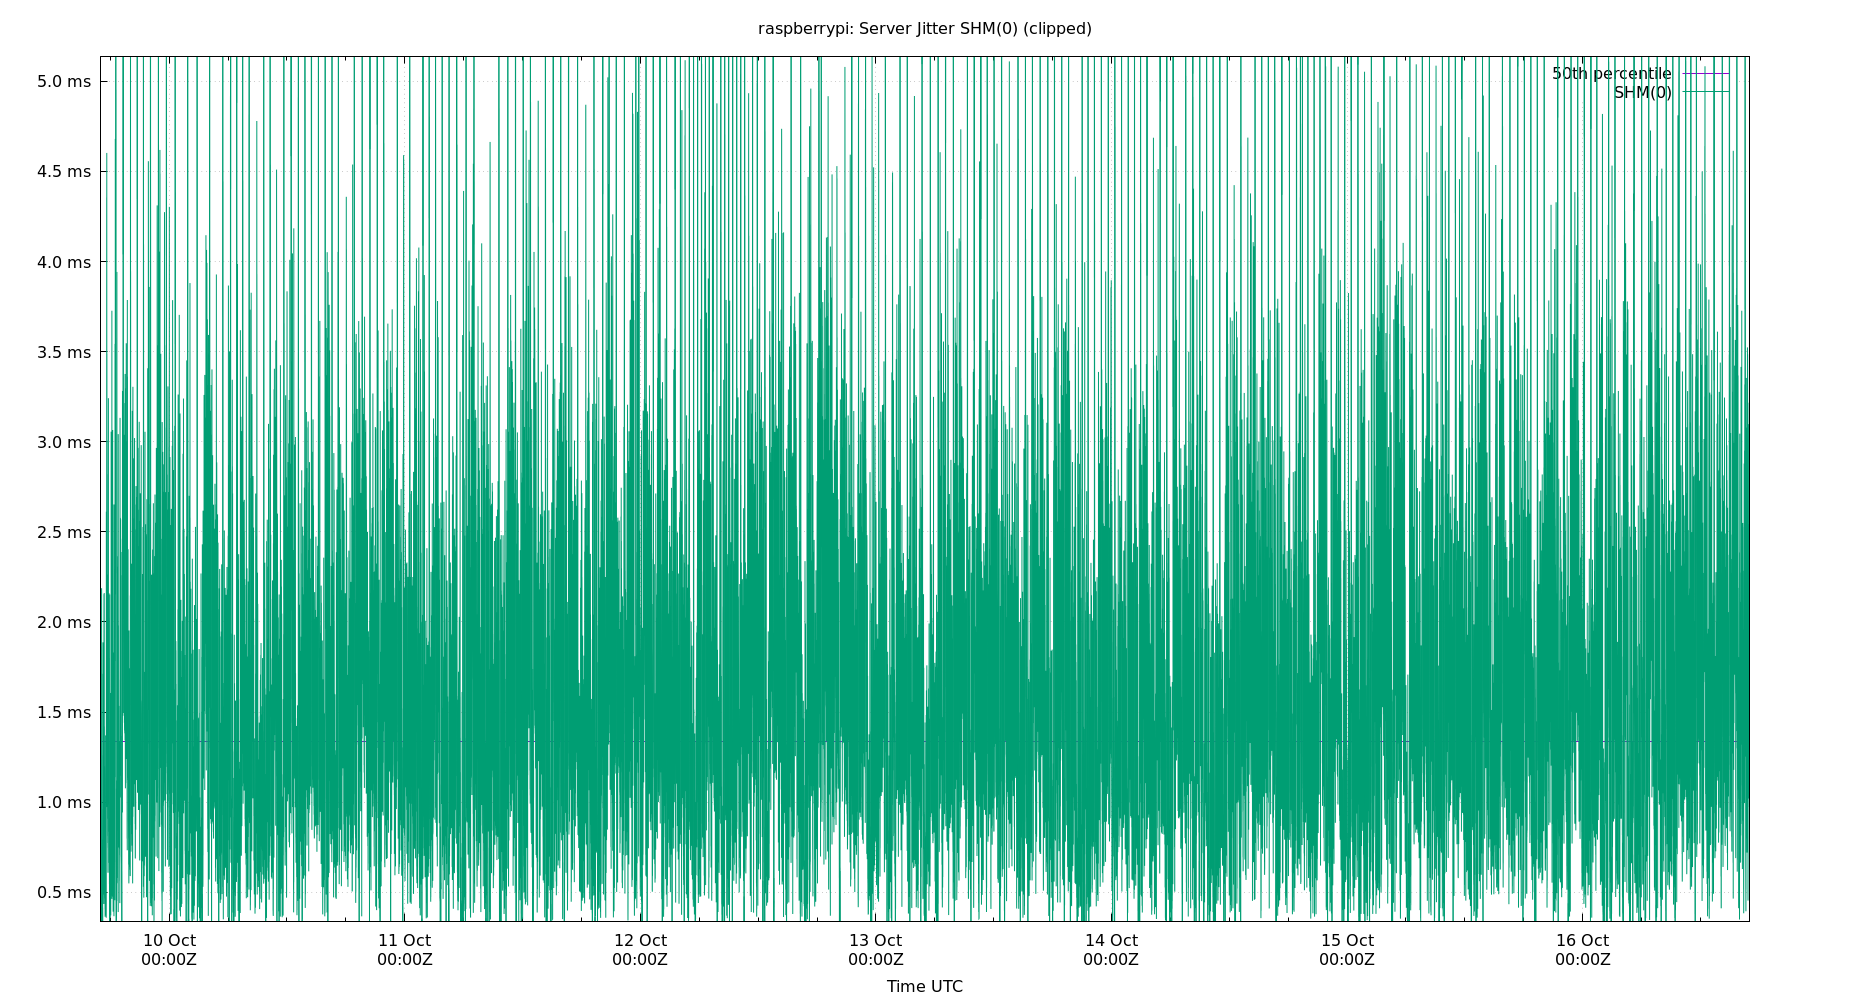 raspberrypi: Server Jitter SHM(0) (clipped)
50th percentile
SHM(0)
5.0 ms
4.5 ms
4.0 ms
3.5 ms
3.0 ms
2.5 ms
2.0 ms
1.5 ms
1.0 ms
0.5 ms
10 Oct 11 Oct 12 Oct 13 Oct 14 Oct 15 Oct 16 Oct
00:00Z 00:00Z 00:00Z 00:00Z 00:00Z 00:00Z 00:00Z
Time UTC